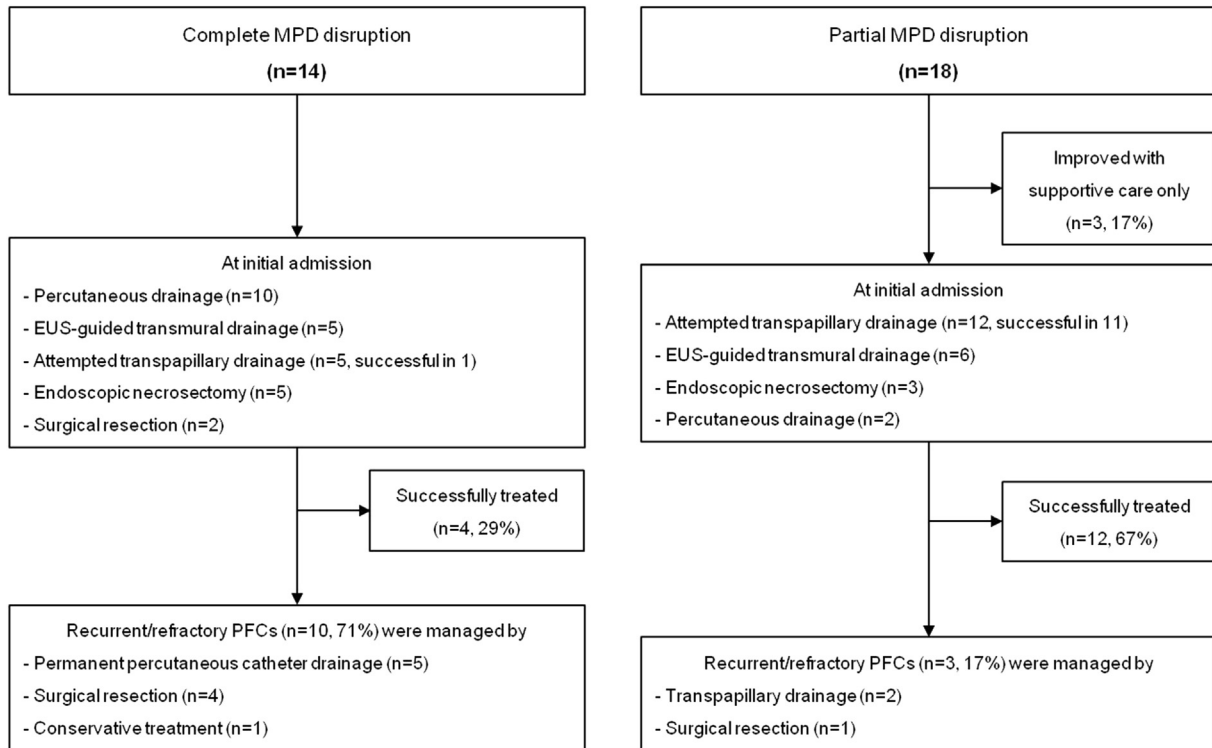 Complete MPD disruption
(n=14)
At initial admission
- Percutaneous drainage (n=10)
- EUS-guided transmural drainage (n=5)
- Attempted transpapillary drainage (n=5, successful in 1)
- Endoscopic necrosectomy (n=5)
- Surgical resection (n=2)
Successfully treated
(n=4, 29%)
Recurrent/refractory PFCs (n=10, 71%) were managed by
- Permanent percutaneous catheter drainage (n=5)
- Surgical resection (n=4)
- Conservative treatment (n=1)
Partial MPD disruption
(n=18)
Improved with
supportive care only
(n=3, 17%)
At initial admission
- Attempted transpapillary drainage (n=12, successful in 11)
- EUS-guided transmural drainage (n=6)
- Endoscopic necrosectomy (n=3)
- Percutaneous drainage (n=2)
Successfully treated
(n=12, 67%)
Recurrent/refractory PFCs (n=3, 17%) were managed by
- Transpapillary drainage (n=2)
- Surgical resection (n=1)